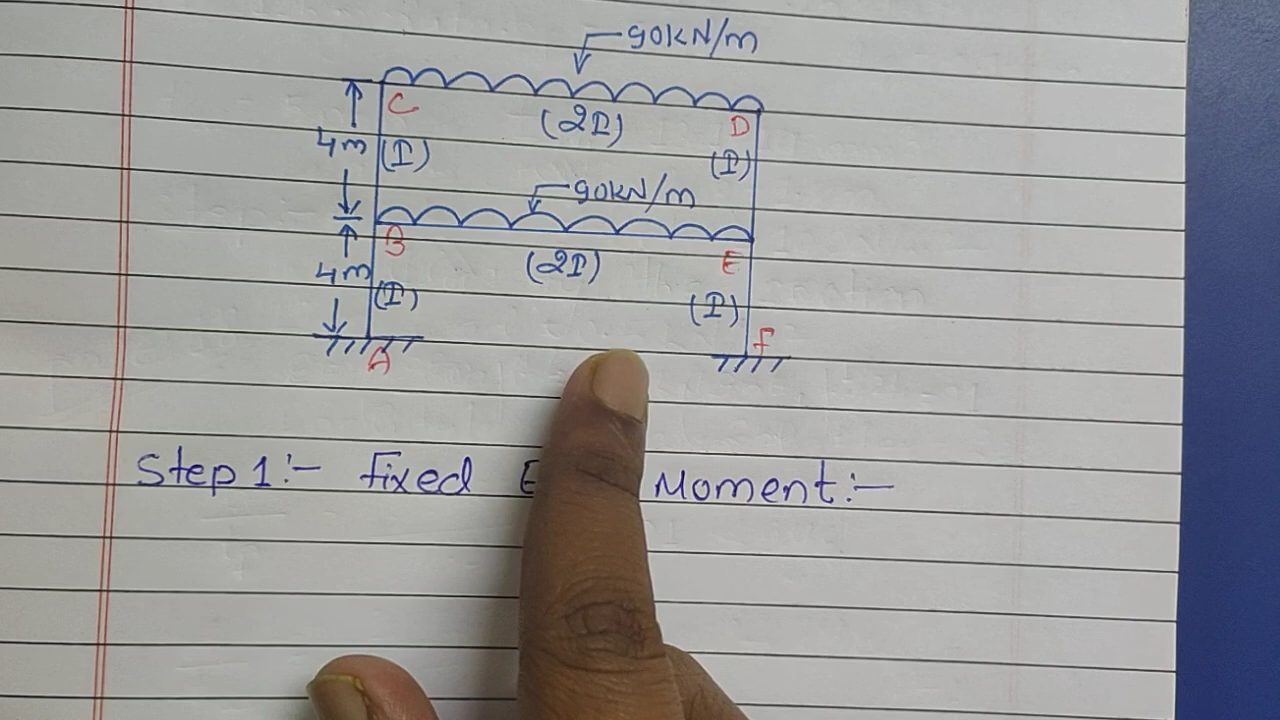 90kN/m
C
(2I)
D
4m
(I)
(I)
90kN/m
B
(2I)
E
4m
(I)
(I)
A
F
Step 1:- Fixed Moment:-